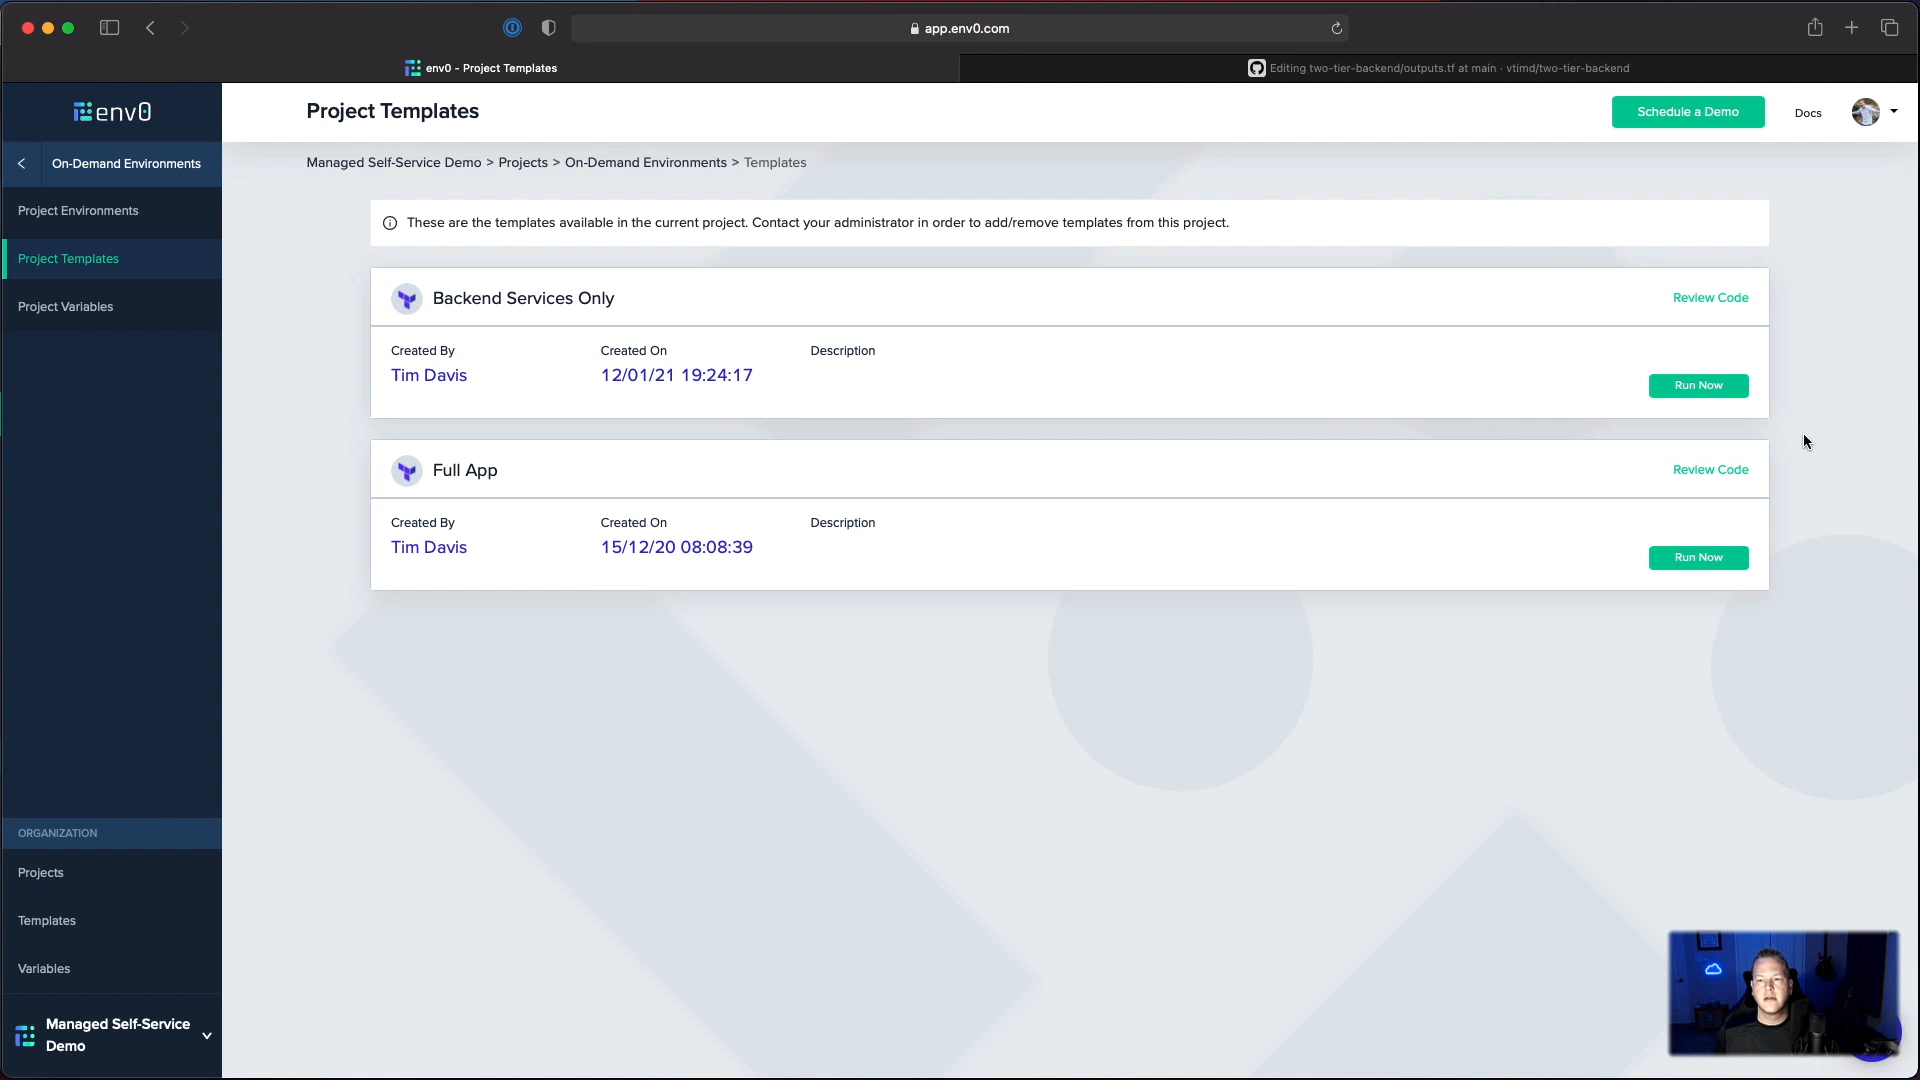 app.env0.com
env0 - Project Templates
Editing two-tier-backend/outputs.tf at main · vtimd/two-tier-backend
env0
Project Templates
Schedule a Demo
Docs
On-Demand Environments
Managed Self-Service Demo > Projects > On-Demand Environments > Templates
Project Environments
Project Templates
Project Variables
These are the templates available in the current project. Contact your administrator in order to add/remove templates from this project.
Backend Services Only
Review Code
Created By
Created On
Description
Tim Davis
12/01/21 19:24:17
Run Now
Full App
Review Code
Created By
Created On
Description
Tim Davis
15/12/20 08:08:39
Run Now
ORGANIZATION
Projects
Templates
Variables
Managed Self-Service
Demo